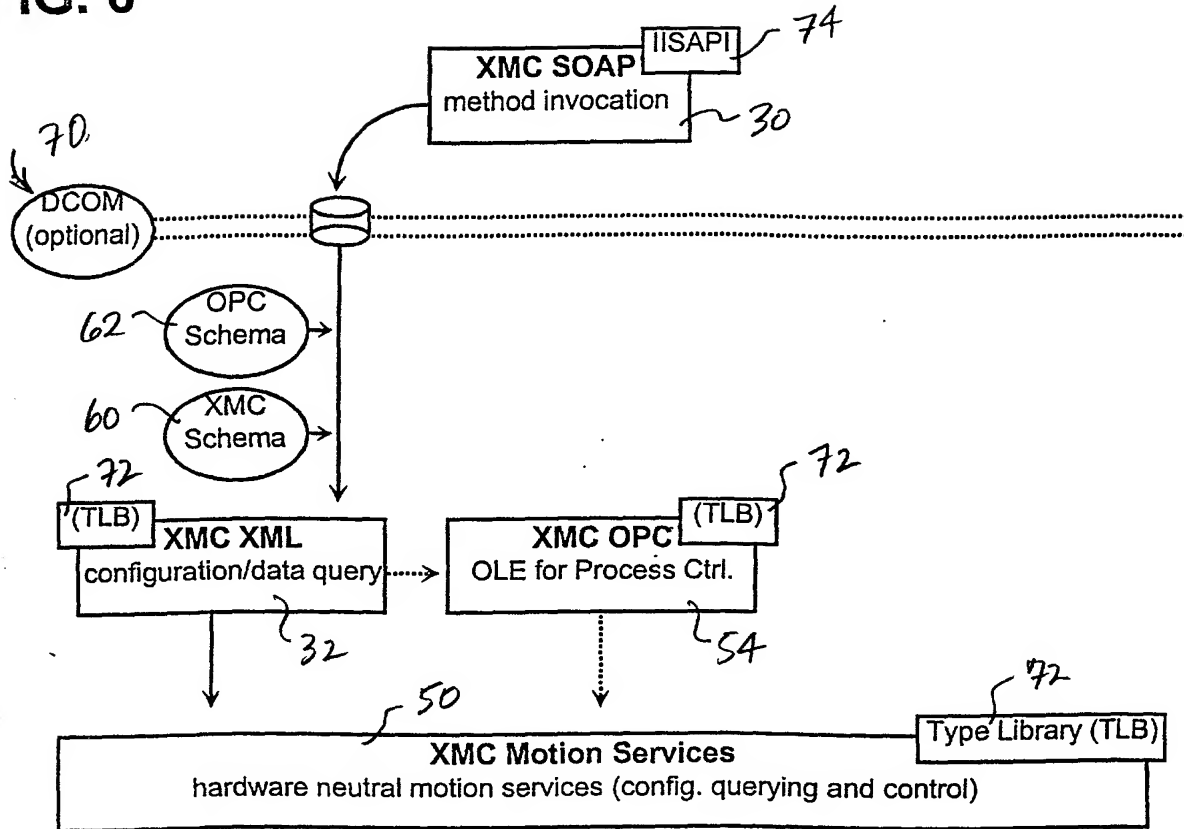 IISAPI
74
XMC SOAP
method invocation
30
70
DCOM
(optional)
OPC
Schema
62
XMC
Schema
60
72
(TLB)
XMC XML
configuration/data query
32
72
(TLB)
XMC OPC
OLE for Process Ctrl.
54
50
72
Type Library (TLB)
XMC Motion Services
hardware neutral motion services (config. querying and control)